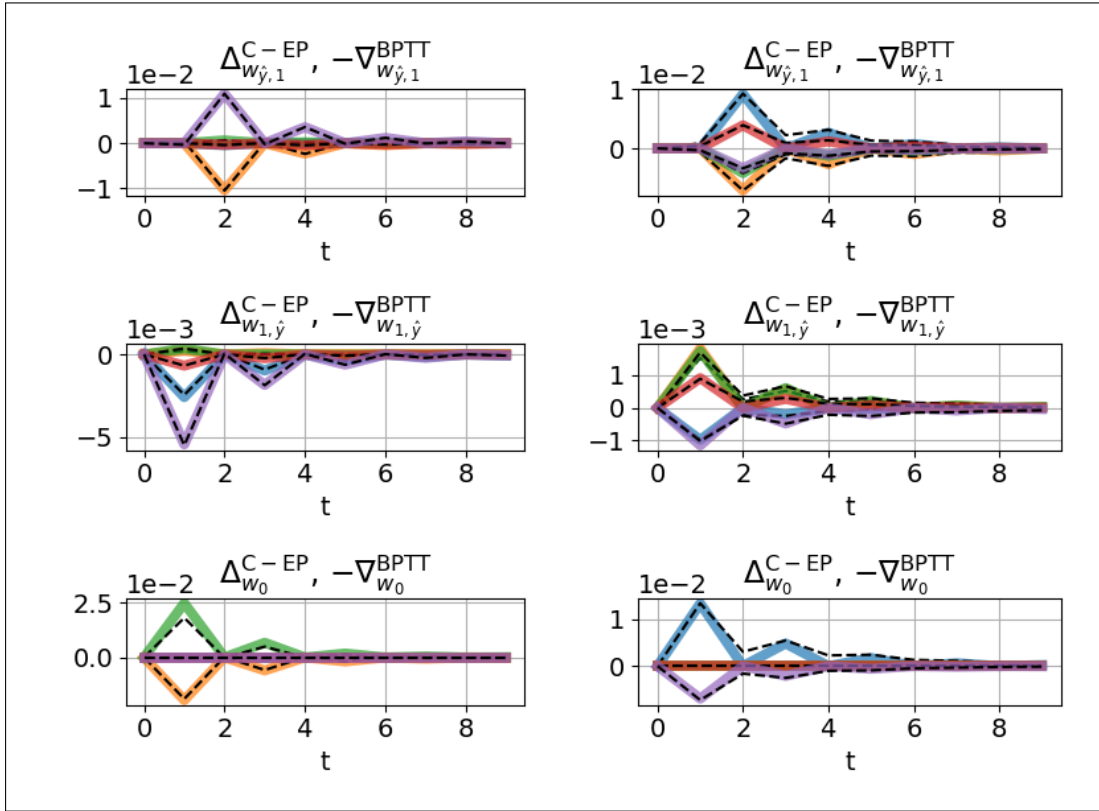 Δ^{C−EP}_{w_{ŷ,1}}, −∇^{BPTT}_{w_{ŷ,1}}
1e−2
1
0
−1
0 2 4 6 8
t
Δ^{C−EP}_{w_{ŷ,1}}, −∇^{BPTT}_{w_{ŷ,1}}
1e−2
1
0
0 2 4 6 8
t
Δ^{C−EP}_{w_{1,ŷ}}, −∇^{BPTT}_{w_{1,ŷ}}
1e−3
0
−5
0 2 4 6 8
t
Δ^{C−EP}_{w_{1,ŷ}}, −∇^{BPTT}_{w_{1,ŷ}}
1e−3
1
0
−1
0 2 4 6 8
t
Δ^{C−EP}_{w_0}, −∇^{BPTT}_{w_0}
1e−2
2.5
0.0
0 2 4 6 8
t
Δ^{C−EP}_{w_0}, −∇^{BPTT}_{w_0}
1e−2
1
0
0 2 4 6 8
t